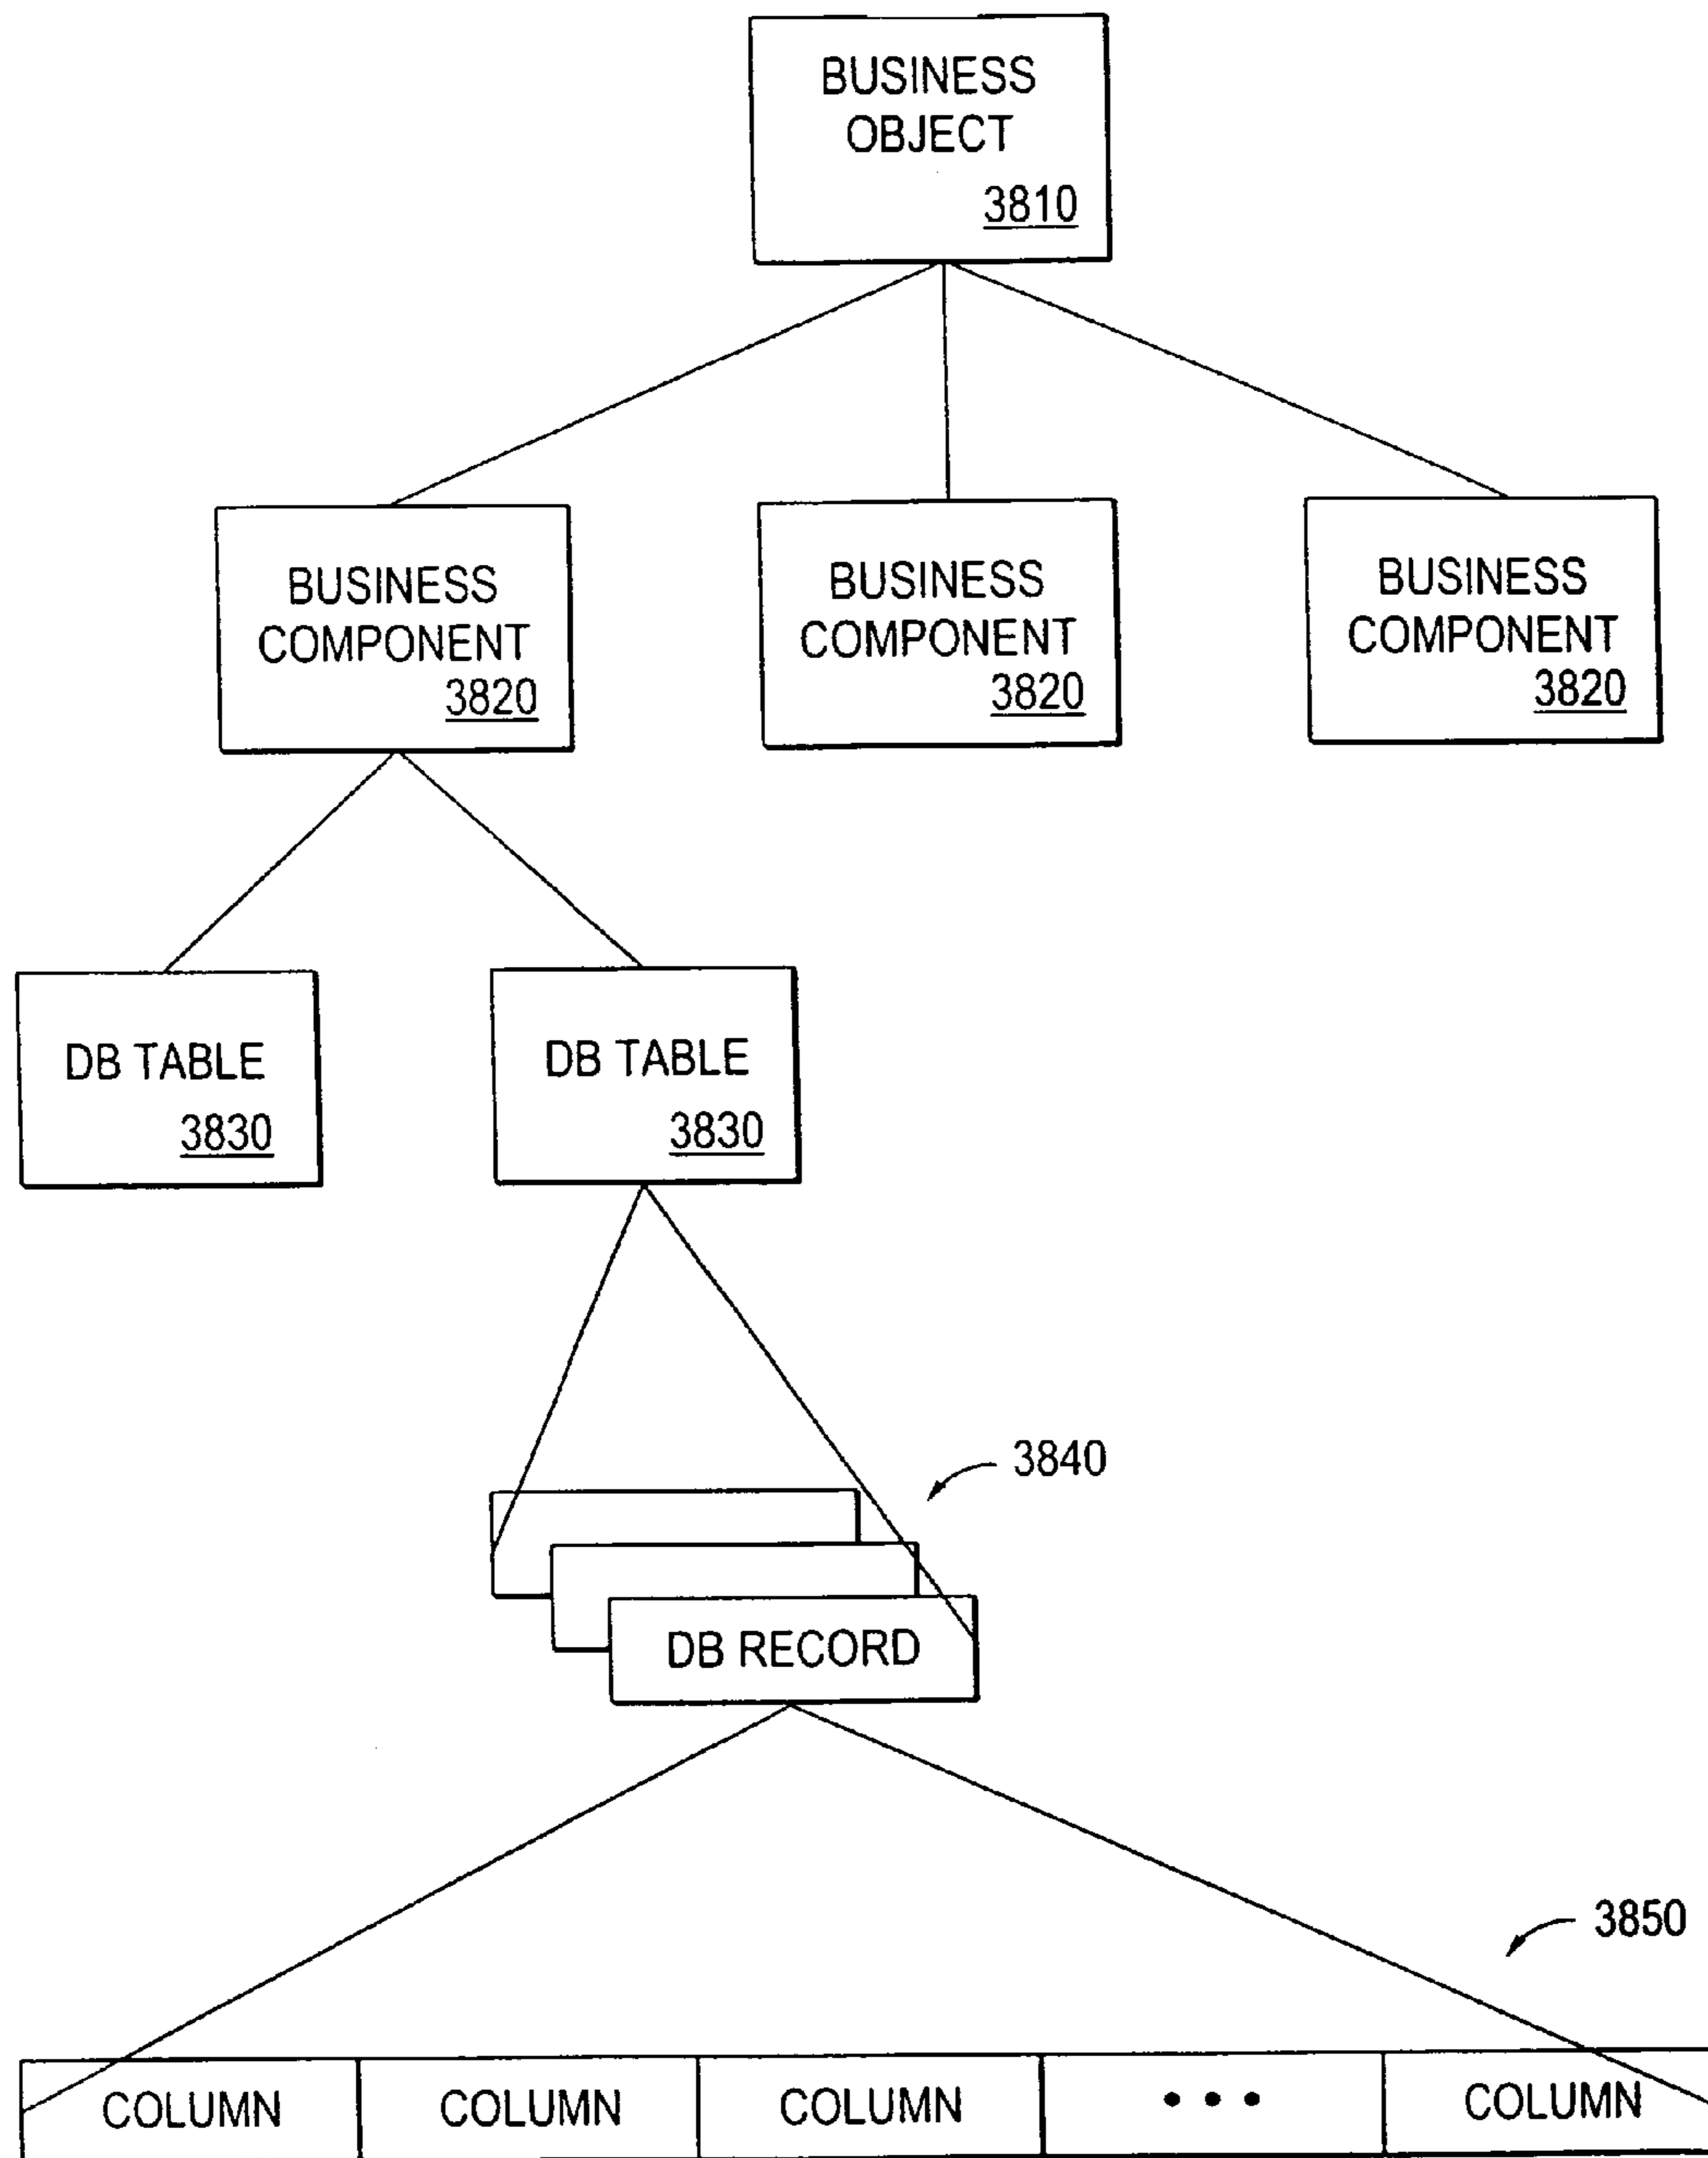 BUSINESS
OBJECT
3810
BUSINESS
COMPONENT
3820
BUSINESS
COMPONENT
3820
BUSINESS
COMPONENT
3820
DB TABLE
3830
DB TABLE
3830
3840
DB RECORD
3850
COLUMN COLUMN COLUMN • • • COLUMN